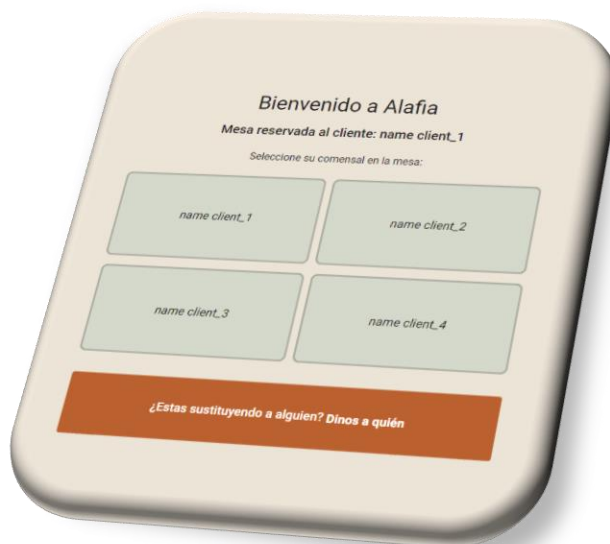 Bienvenido a Alafia
Mesa reservada al cliente: name client_1
Seleccione su comensal en la mesa:
name client_1
name client_2
name client_3
name client_4
¿Estas sustituyendo a alguien? Dinos a quién